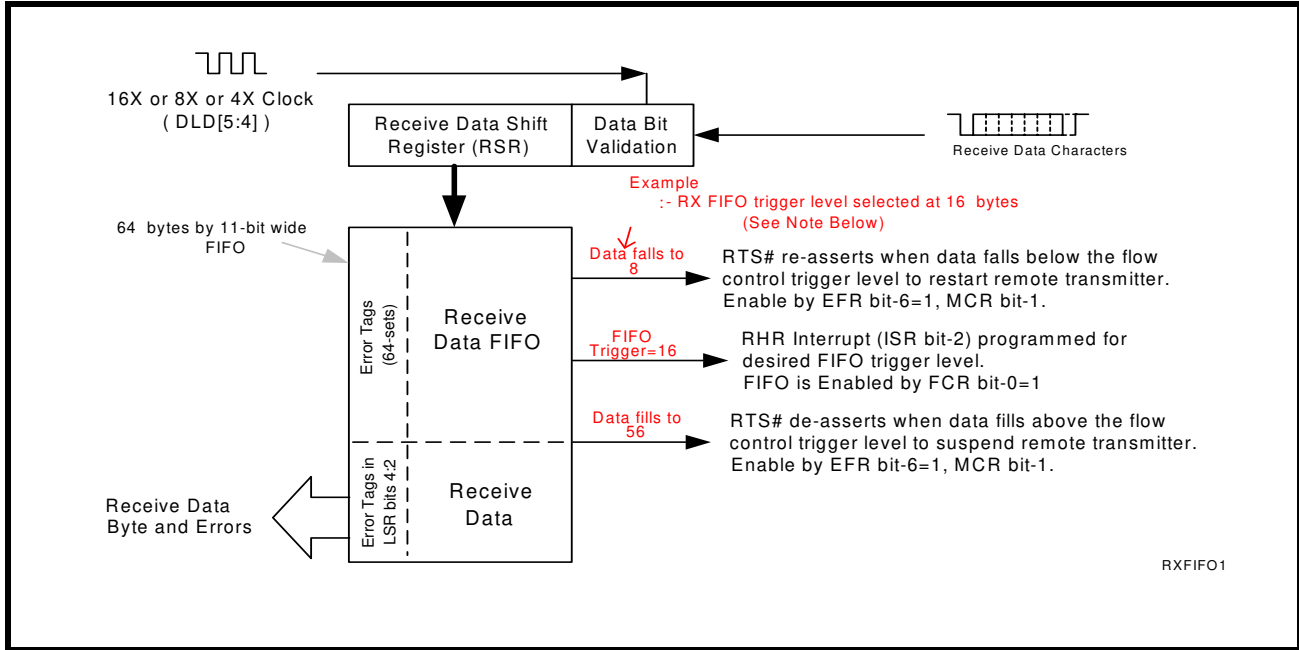 16X or 8X or 4X Clock
( DLD[5:4] )
Receive Data Shift
Register (RSR)
Data Bit
Validation
Receive Data Characters
Example
:- RX FIFO trigger level selected at 16 bytes
(See Note Below)
64 bytes by 11-bit wide
FIFO
Data falls to
8
RTS# re-asserts when data falls below the flow
control trigger level to restart remote transmitter.
Enable by EFR bit-6=1, MCR bit-1.
Error Tags
(64-sets)
Receive
Data FIFO
FIFO
Trigger=16
RHR Interrupt (ISR bit-2) programmed for
desired FIFO trigger level.
FIFO is Enabled by FCR bit-0=1
Data fills to
56
RTS# de-asserts when data fills above the flow
control trigger level to suspend remote transmitter.
Enable by EFR bit-6=1, MCR bit-1.
Error Tags in
LSR bits 4:2
Receive
Data
Receive Data
Byte and Errors
RXFIFO1